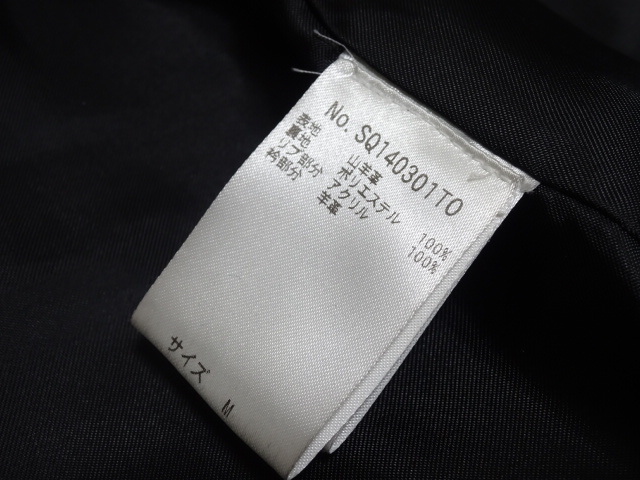 No. SQ140301TO
表地 山羊革
裏地 ポリエステル 100%
リブ部分 アクリル 100%
衿部分 羊革
サイズ M